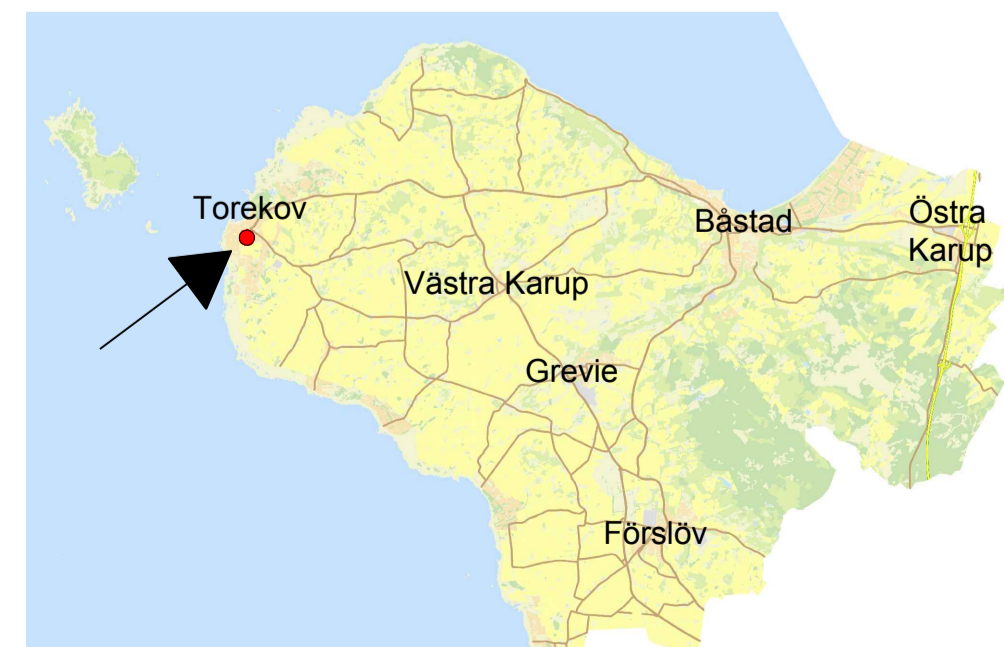 Torekov
Båstad
Östra
Karup
Västra Karup
Grevie
Förslöv